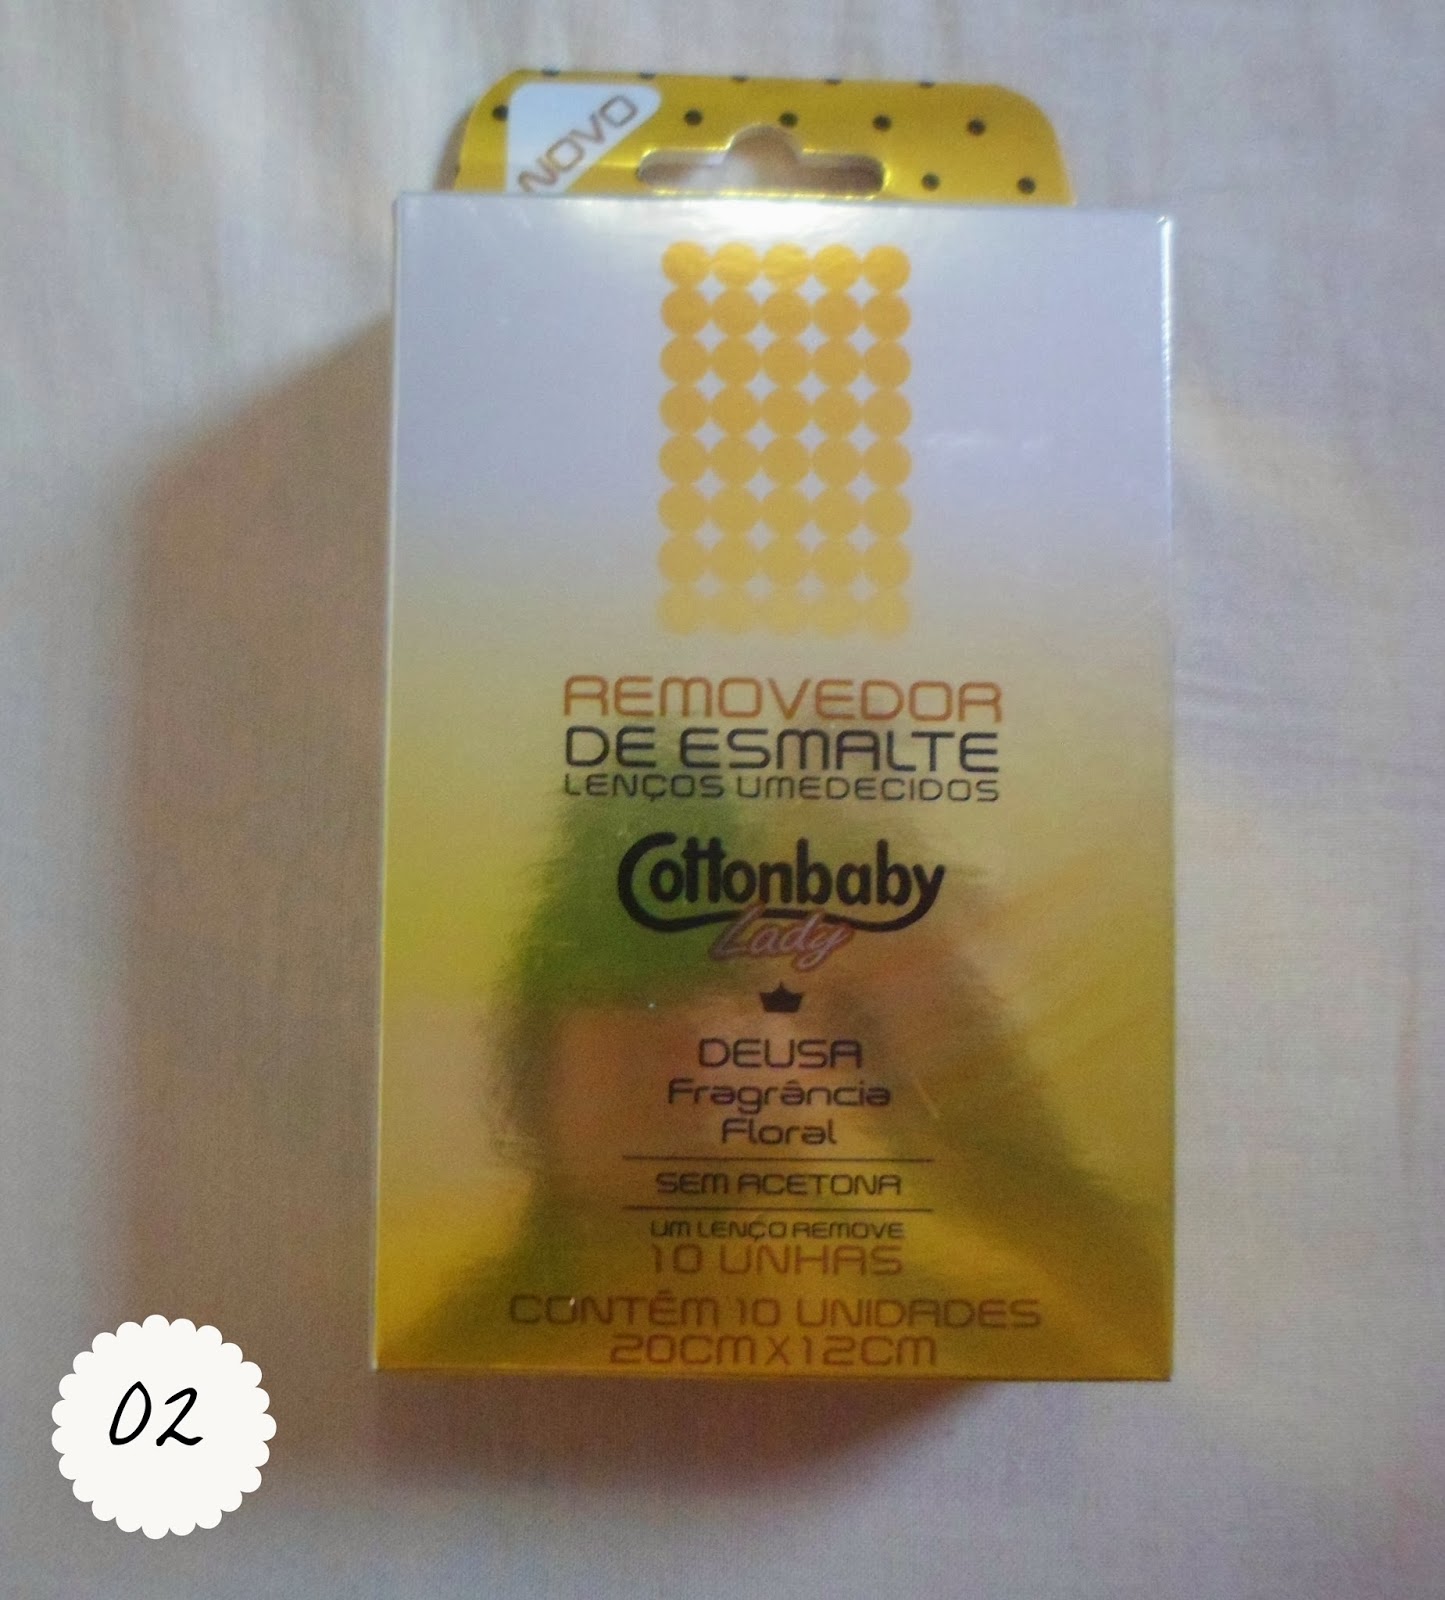 NOVO
REMOVEDOR
DE ESMALTE
LENÇOS UMEDECIDOS
Cottonbaby
Lady
DEUSA
Fragrância
Floral
SEM ACETONA
UM LENÇO REMOVE
10 UNHAS
CONTÊM 10 UNIDADES
20CM X 12CM
02